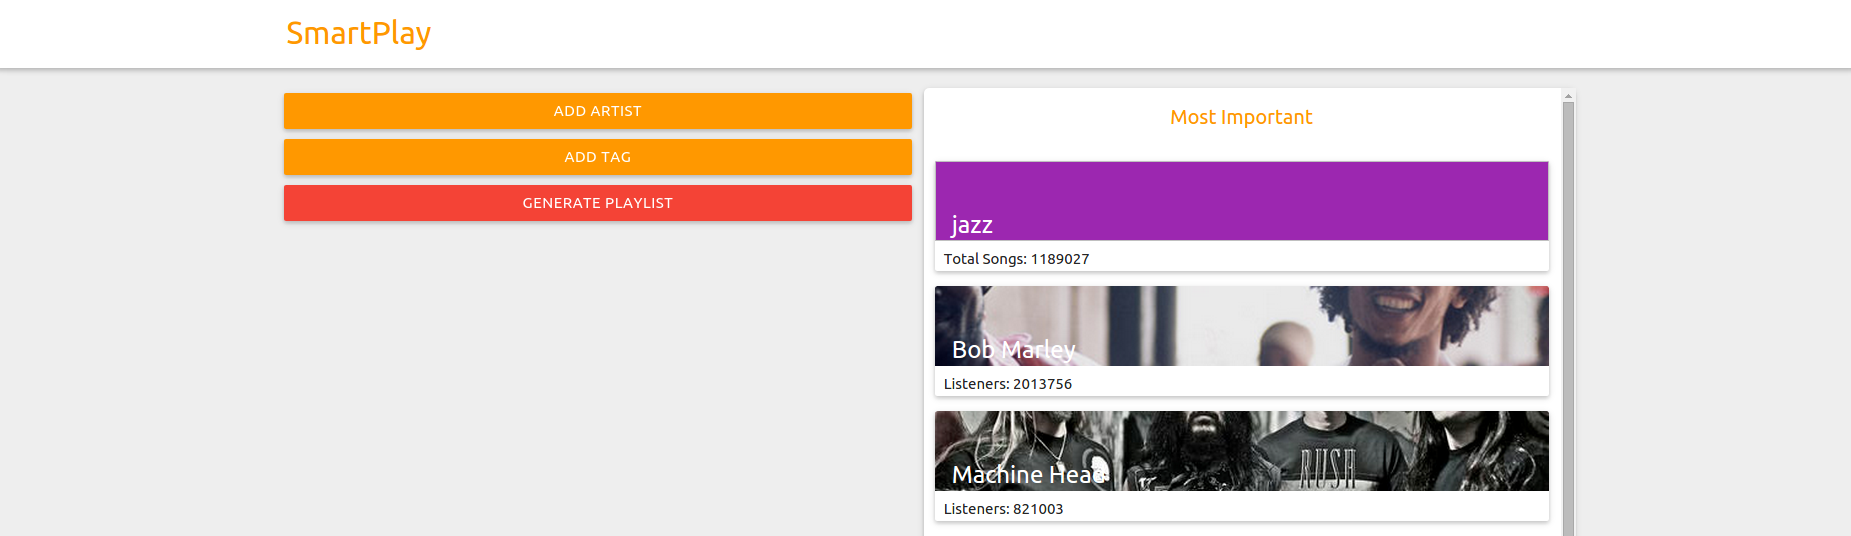 SmartPlay
ADD ARTIST
ADD TAG
GENERATE PLAYLIST
Most Important
jazz
Total Songs: 1189027
Bob Marley
Listeners: 2013756
RUSH
Machine Head
Listeners: 821003